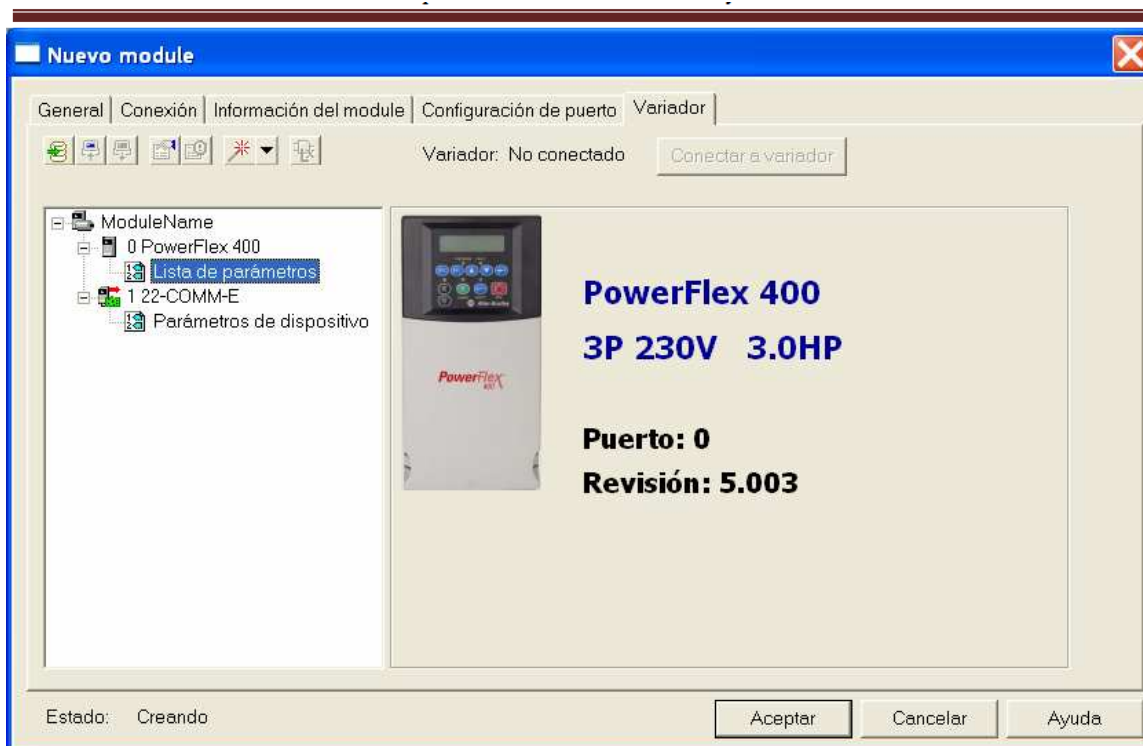 Nuevo module
General
Conexión
Información del module
Configuración de puerto
Variador
Variador: No conectado
Conectar a variador
ModuleName
0 PowerFlex 400
Lista de parámetros
1 22-COMM-E
Parámetros de dispositivo
PowerFlex
PowerFlex 400
3P 230V 3.0HP
Puerto: 0
Revisión: 5.003
Estado: Creando
Aceptar
Cancelar
Ayuda